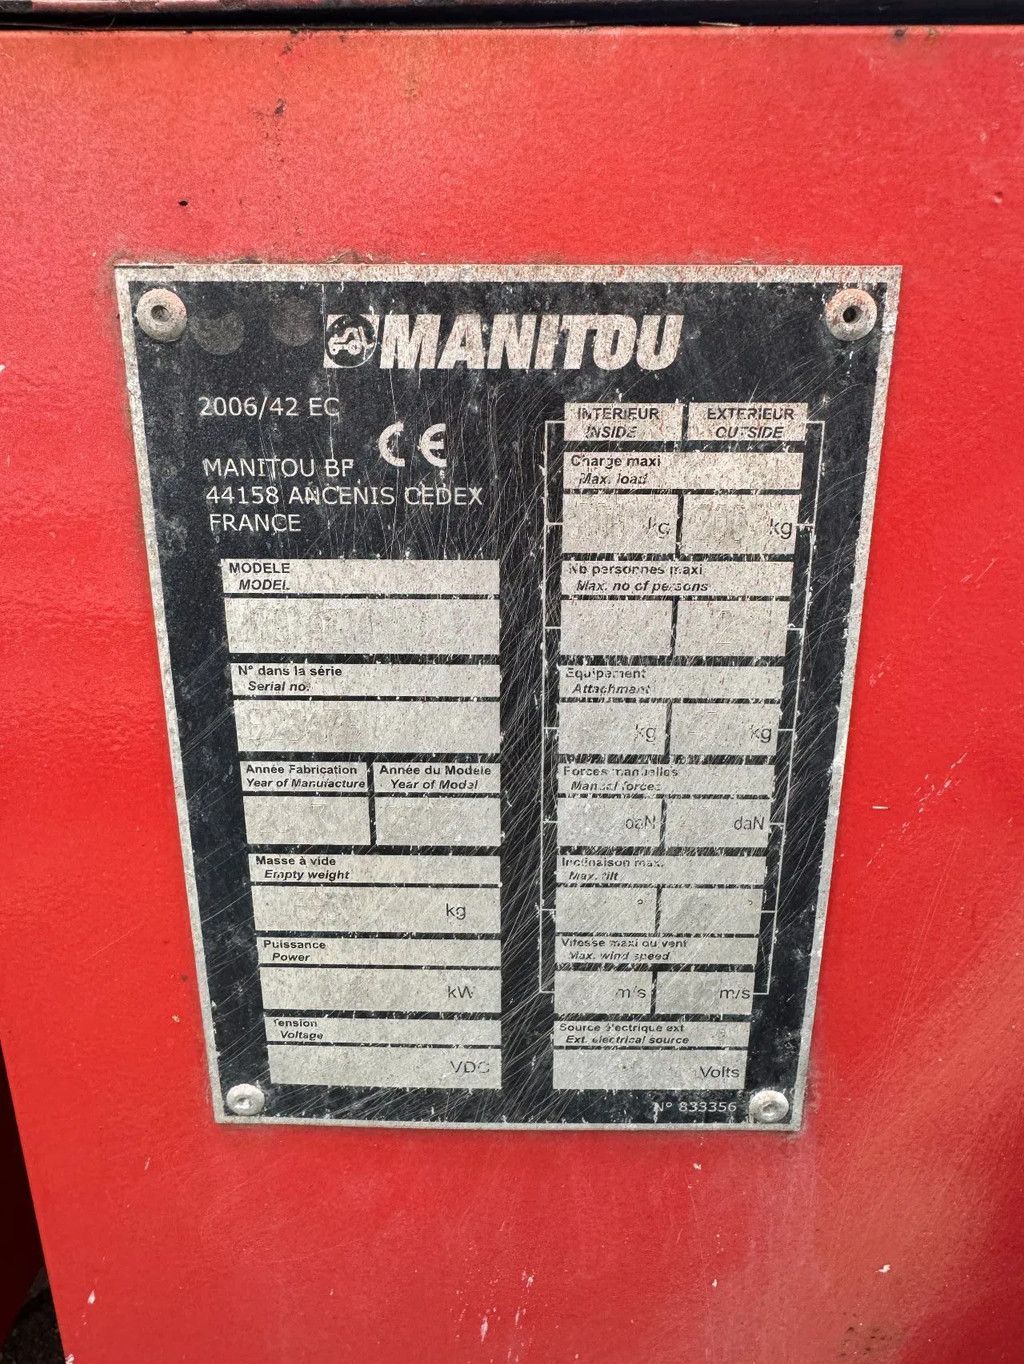 MANITOU
2006/42 EC
CE
MANITOU BF
44158 ANCENIS CEDEX
FRANCE
MODELE
MODEL
N° dans la série
Serial no.
Année Fabrication
Year of Manufacture
Année du Modele
Year of Model
Masse à vide
Empty weight
kg
Puissance
Power
kW
Tension
Voltage
VDC
INTERIEUR
INSIDE
EXTERIEUR
OUTSIDE
Charge maxi
Max. load
kg
kg
Nb personnes maxi
Max. no of persons
Equipement
Attachment
kg
kg
Forces manuelles
Manual forces
daN
daN
Inclinaison max.
Max. tilt
°
°
Vitesse maxi du vent
Max. wind speed
m/s
m/s
Source électrique ext
Ext. electrical source
Volts
N° 833356